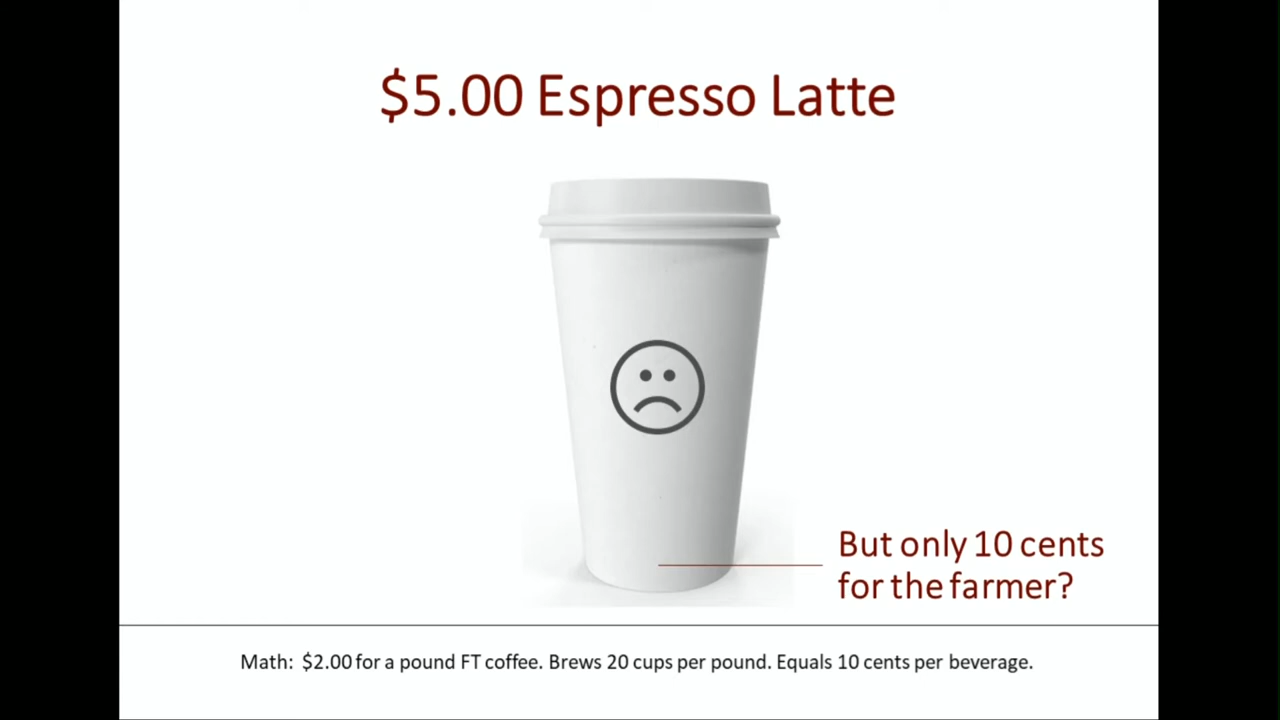 $5.00 Espresso Latte
But only 10 cents
for the farmer?
Math: $2.00 for a pound FT coffee. Brews 20 cups per pound. Equals 10 cents per beverage.